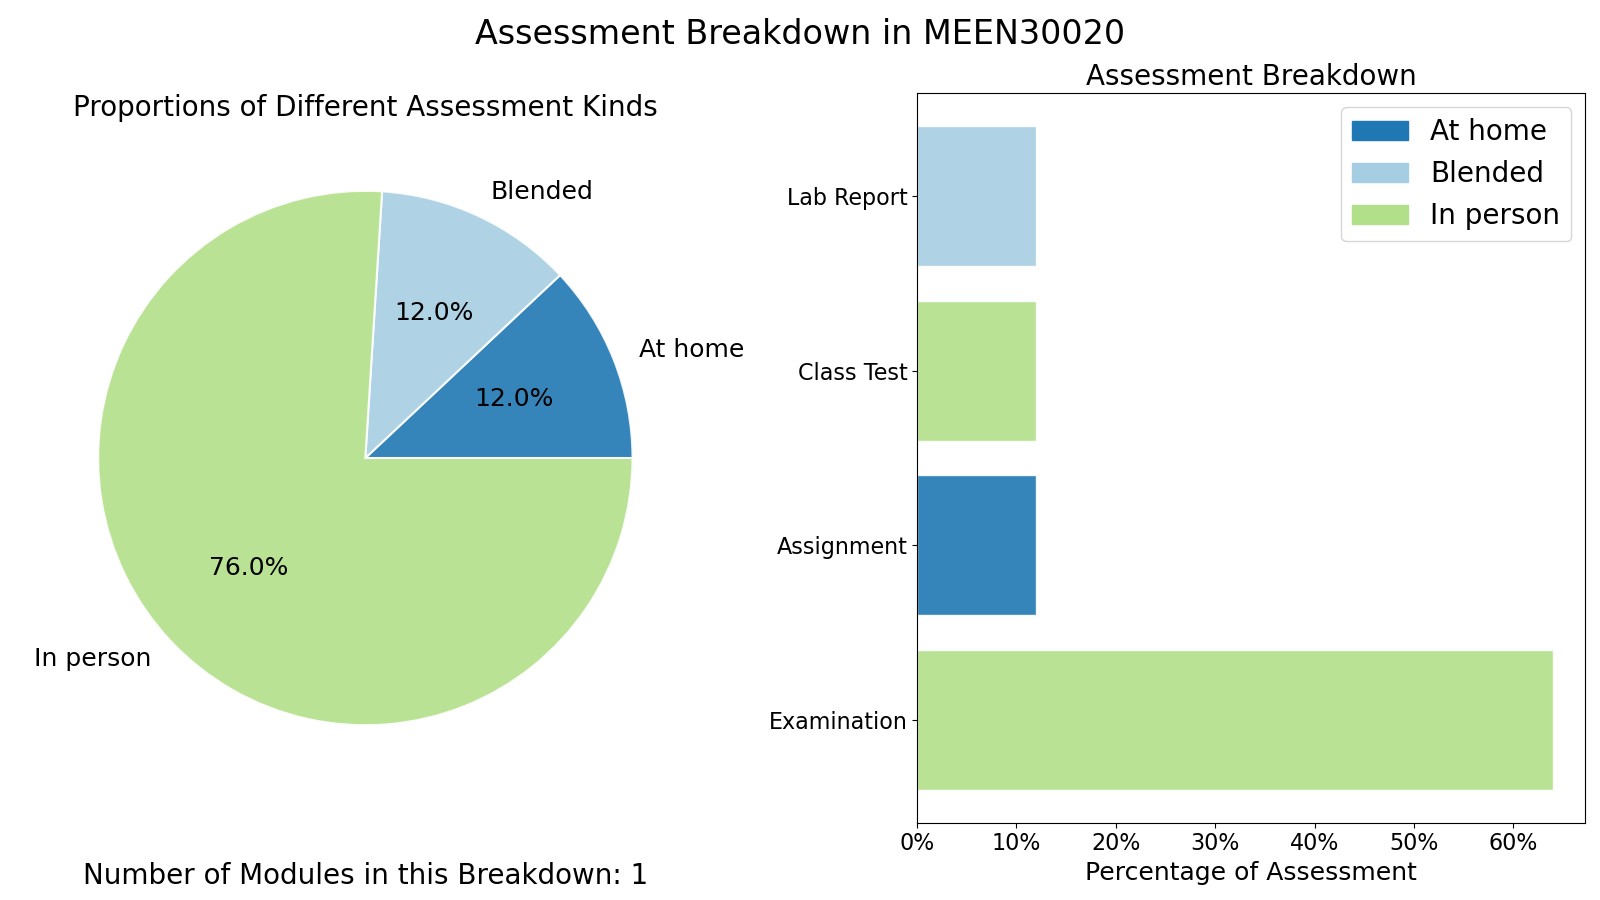 Assessment Breakdown in MEEN30020
Proportions of Different Assessment Kinds
Blended
12.0%
At home
12.0%
76.0%
In person
Number of Modules in this Breakdown: 1
Assessment Breakdown
At home
Blended
In person
Lab Report
Class Test
Assignment
Examination
0% 10% 20% 30% 40% 50% 60%
Percentage of Assessment